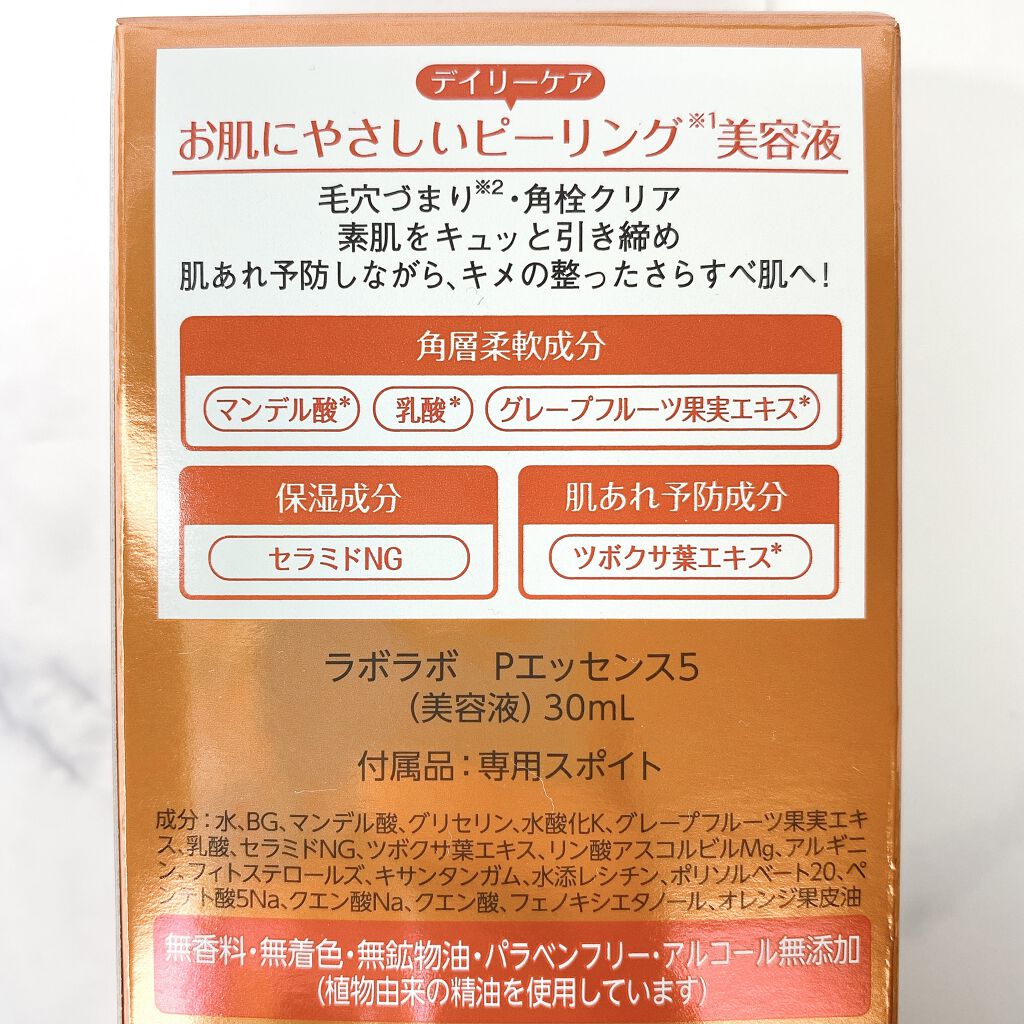 デイリーケア
お肌にやさしいピーリング※1美容液
毛穴づまり※2・角栓クリア
素肌をキュッと引き締め
肌あれ予防しながら、キメの整ったさらすべ肌へ!
角層柔軟成分
マンデル酸* 乳酸* グレープフルーツ果実エキス*
保湿成分 肌あれ予防成分
セラミドNG ツボクサ葉エキス*
ラボラボ Pエッセンス5
(美容液) 30mL
付属品:専用スポイト
成分:水、BG、マンデル酸、グリセリン、水酸化K、グレープフルーツ果実エキ
ス、乳酸、セラミドNG、ツボクサ葉エキス、リン酸アスコルビルMg、アルギニ
ン、フィトステロールズ、キサンタンガム、水添レシチン、ポリソルベート20、ペ
ンテト酸5Na、クエン酸Na、クエン酸、フェノキシエタノール、オレンジ果皮油
無香料・無着色・無鉱物油・パラベンフリー・アルコール無添加
(植物由来の精油を使用しています)